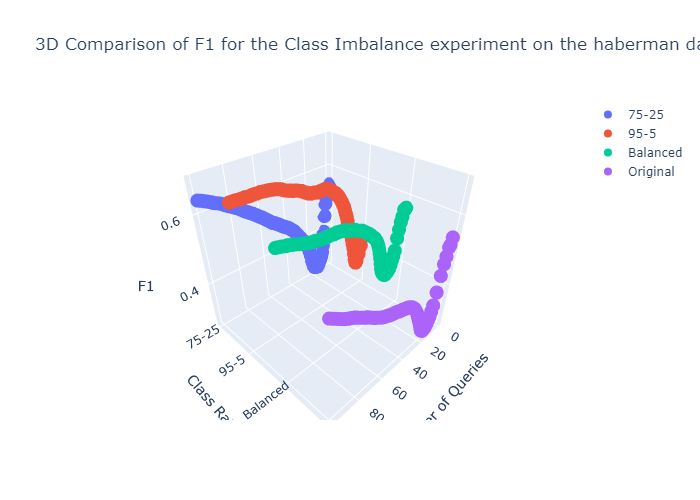 3D Comparison of F1 for the Class Imbalance experiment on the haberman da
75-25
95-5
Balanced
Original
0.6
0.4
F1
75-25
95-5
Balanced
Class Ra
0
20
40
60
80
er of Queries